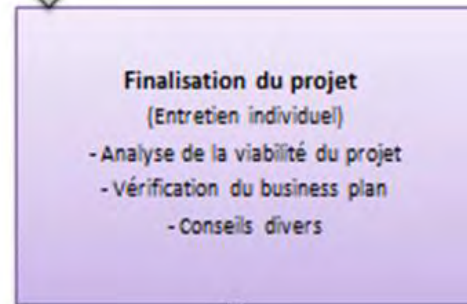 Finalisation du projet
(Entretien individuel)
- Analyse de la viabilité du projet
- Vérification du business plan
- Conseils divers